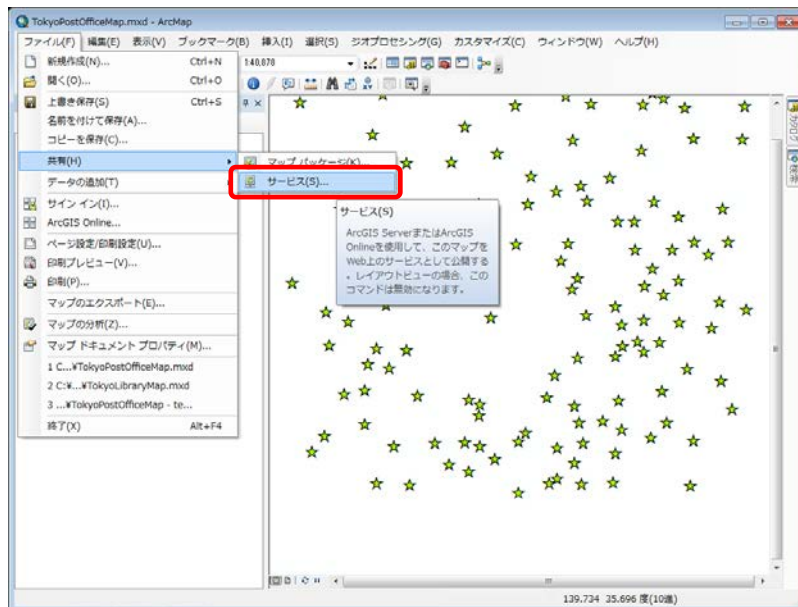 TokyoPostOfficeMap.mxd - ArcMap
ファイル(F) 編集(E) 表示(V) ブックマーク(B) 挿入(I) 選択(S) ジオプロセシング(G) カスタマイズ(C) ウィンドウ(W) ヘルプ(H)
新規作成(N)... Ctrl+N
140,878
開く(O)... Ctrl+O
上書き保存(S) Ctrl+S
名前を付けて保存(A)...
コピーを保存(C)...
共有(H)
マップ パッケージ(K)...
データの追加(T)
サービス(S)...
サイン イン(I)...
ArcGIS Online...
ページ設定/印刷設定(U)...
印刷プレビュー(V)...
印刷(P)...
マップのエクスポート(E)...
マップの分析(Z)...
マップ ドキュメント プロパティ(M)...
1 C...¥TokyoPostOfficeMap.mxd
2 C:¥...¥TokyoLibraryMap.mxd
3 ...¥TokyoPostOfficeMap - te...
終了(X) Alt+F4
サービス(S)
ArcGIS ServerまたはArcGIS
Onlineを使用して、このマップを
Web上のサービスとして公開する
。レイアウトビューの場合、この
コマンドは無効になります。
カタログ
検索
139.734 35.696 度(10進)